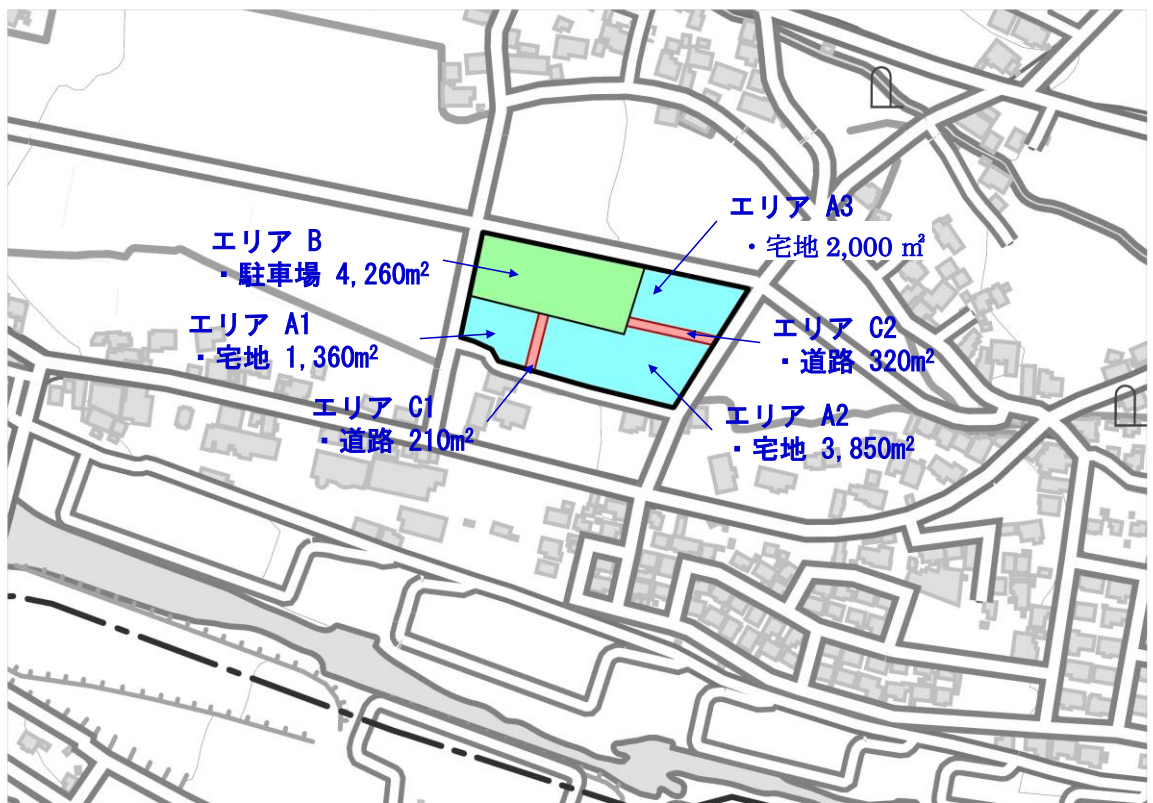 エリア A3
・宅地 2,000 ㎡
エリア B
・駐車場 4,260m²
エリア A1
・宅地 1,360m²
エリア C2
・道路 320m²
エリア C1
・道路 210m²
エリア A2
・宅地 3,850m²